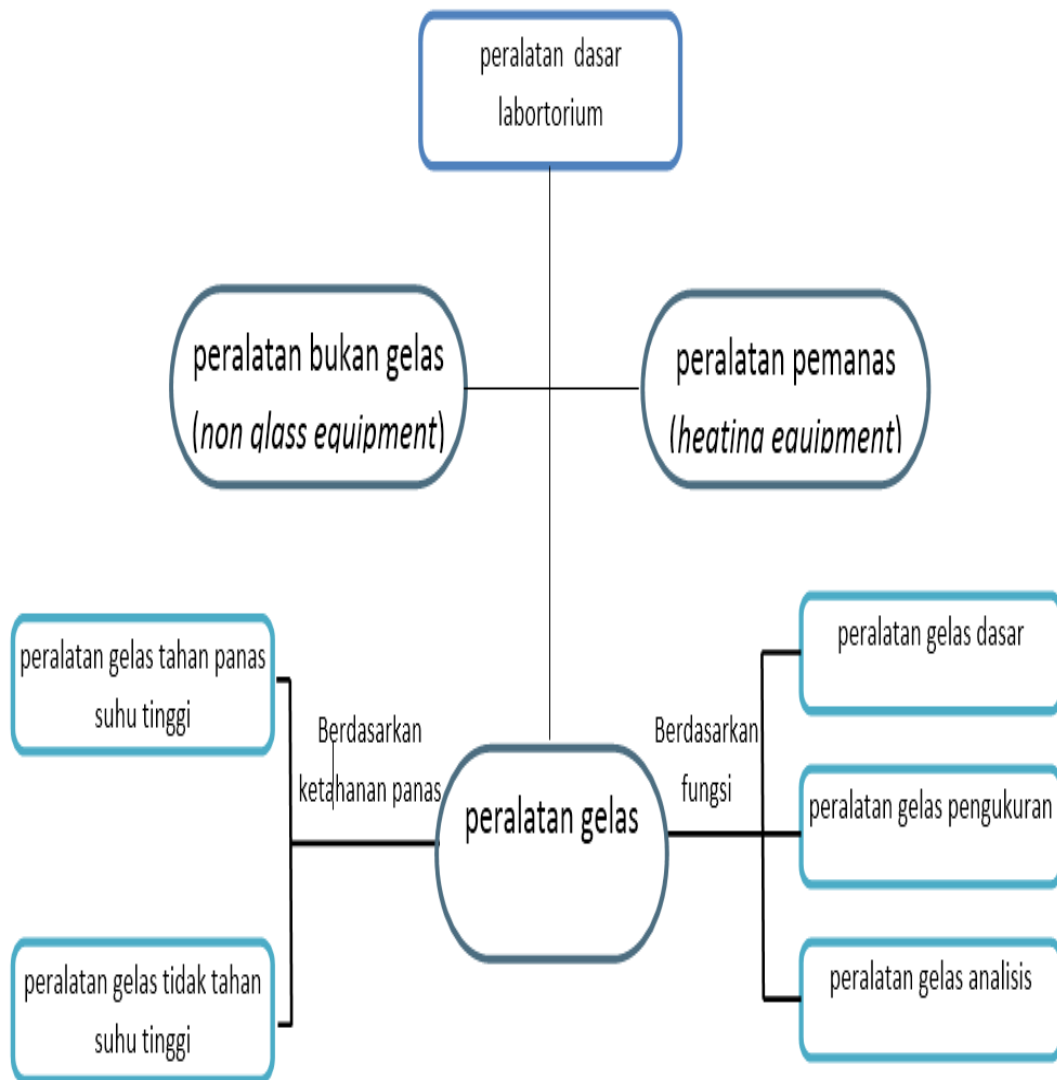 peralatan dasar
labortorium
peralatan bukan gelas
(non glass equipment)
peralatan pemanas
(heating equipment)
peralatan gelas tahan panas
suhu tinggi
Berdasarkan
ketahanan panas
peralatan gelas
Berdasarkan
fungsi
peralatan gelas dasar
peralatan gelas pengukuran
peralatan gelas tidak tahan
suhu tinggi
peralatan gelas analisis